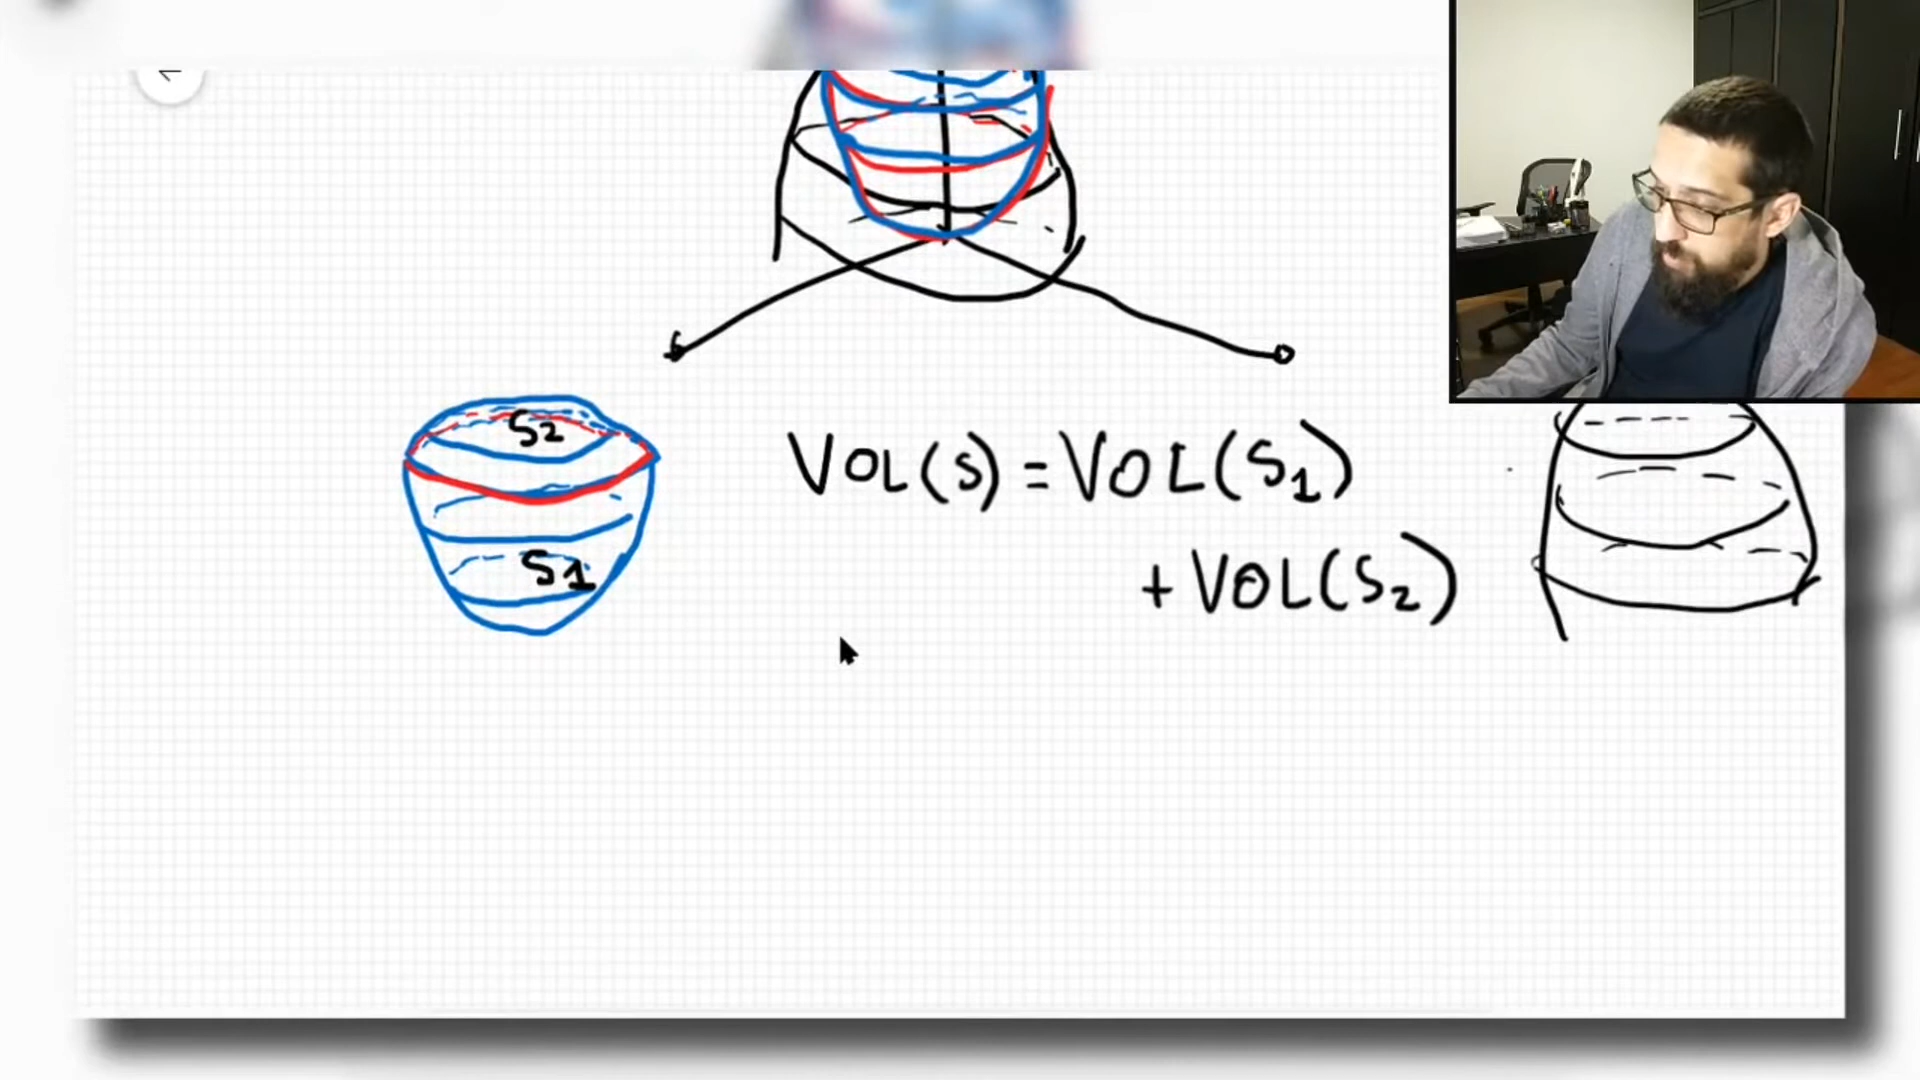 S2
VOL(S) = VOL(S1)
S1
+ VOL(S2)